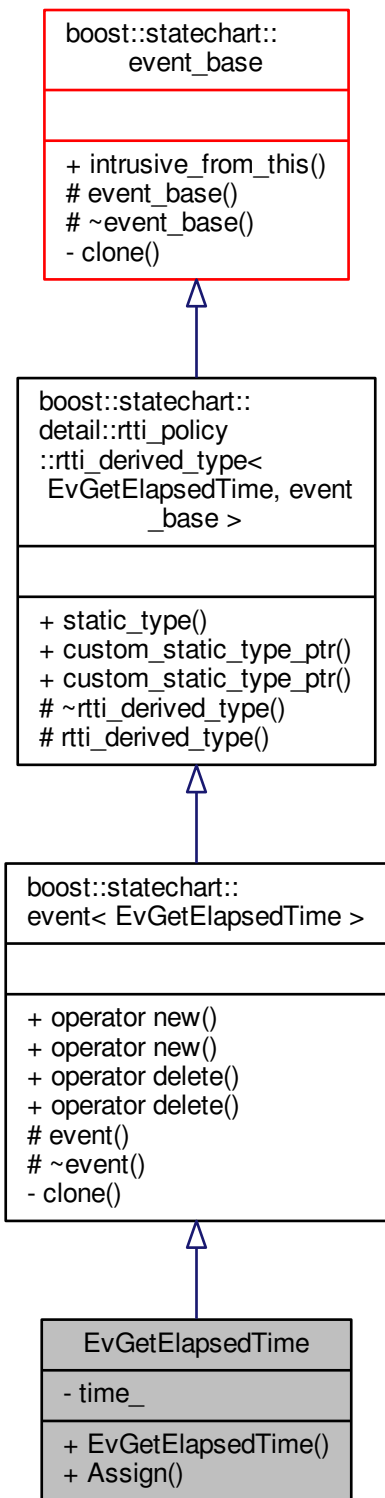 boost::statechart::
event_base
+ intrusive_from_this()
# event_base()
# ~event_base()
- clone()
boost::statechart::
detail::rtti_policy
::rtti_derived_type<
EvGetElapsedTime, event
_base >
+ static_type()
+ custom_static_type_ptr()
+ custom_static_type_ptr()
# ~rtti_derived_type()
# rtti_derived_type()
boost::statechart::
event< EvGetElapsedTime >
+ operator new()
+ operator new()
+ operator delete()
+ operator delete()
# event()
# ~event()
- clone()
EvGetElapsedTime
- time_
+ EvGetElapsedTime()
+ Assign()